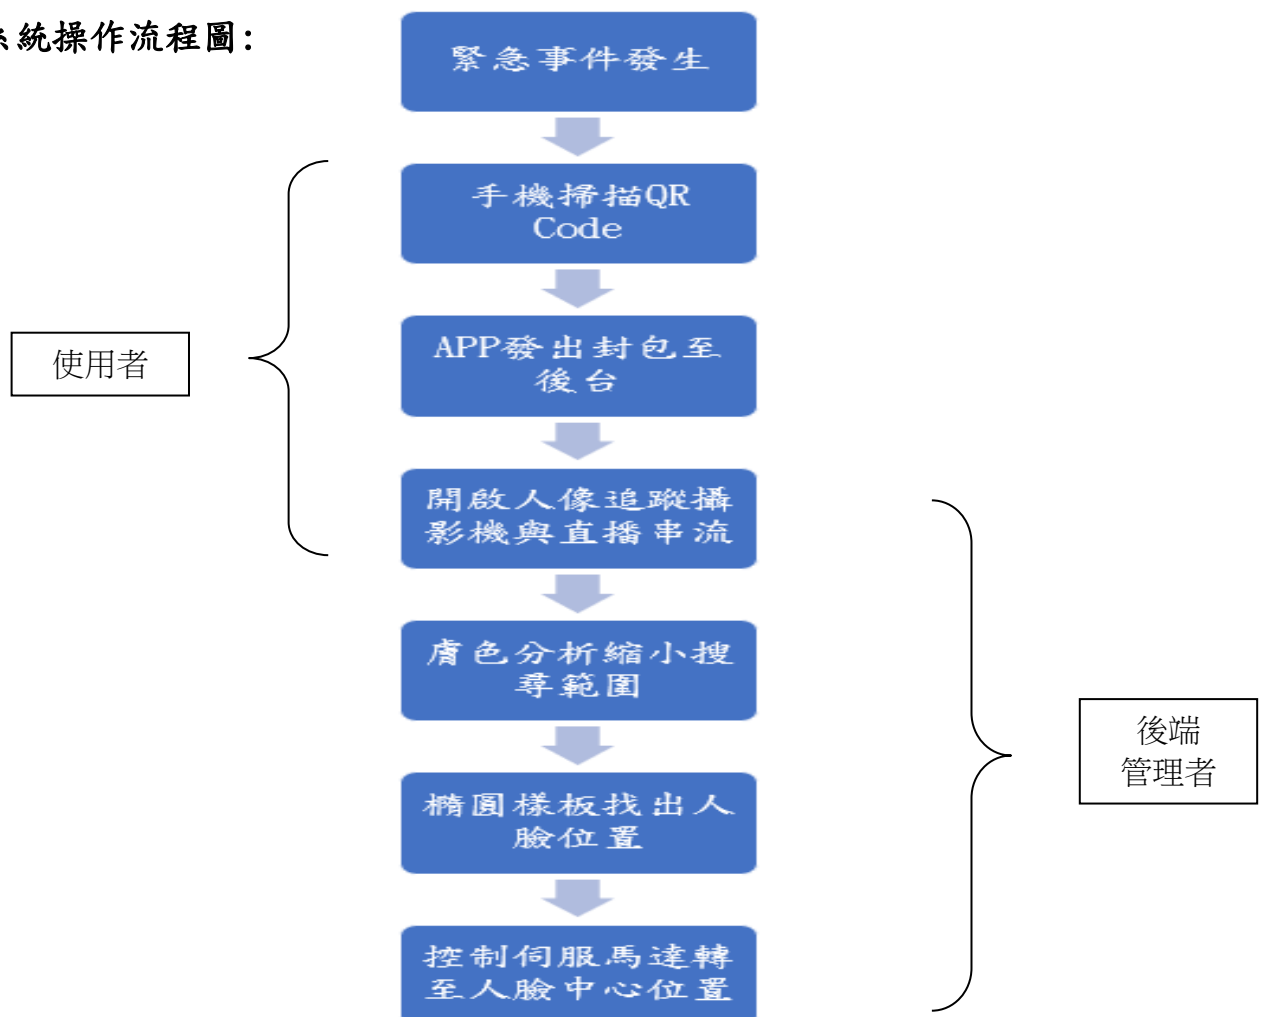 系統操作流程圖:
緊急事件發生
手機掃描QR
Code
APP發出封包至
後台
使用者
開啟人像追蹤攝
影機與直播串流
膚色分析縮小搜
尋範圍
後端
管理者
橢圓樣板找出人
臉位置
控制伺服馬達轉
至人臉中心位置